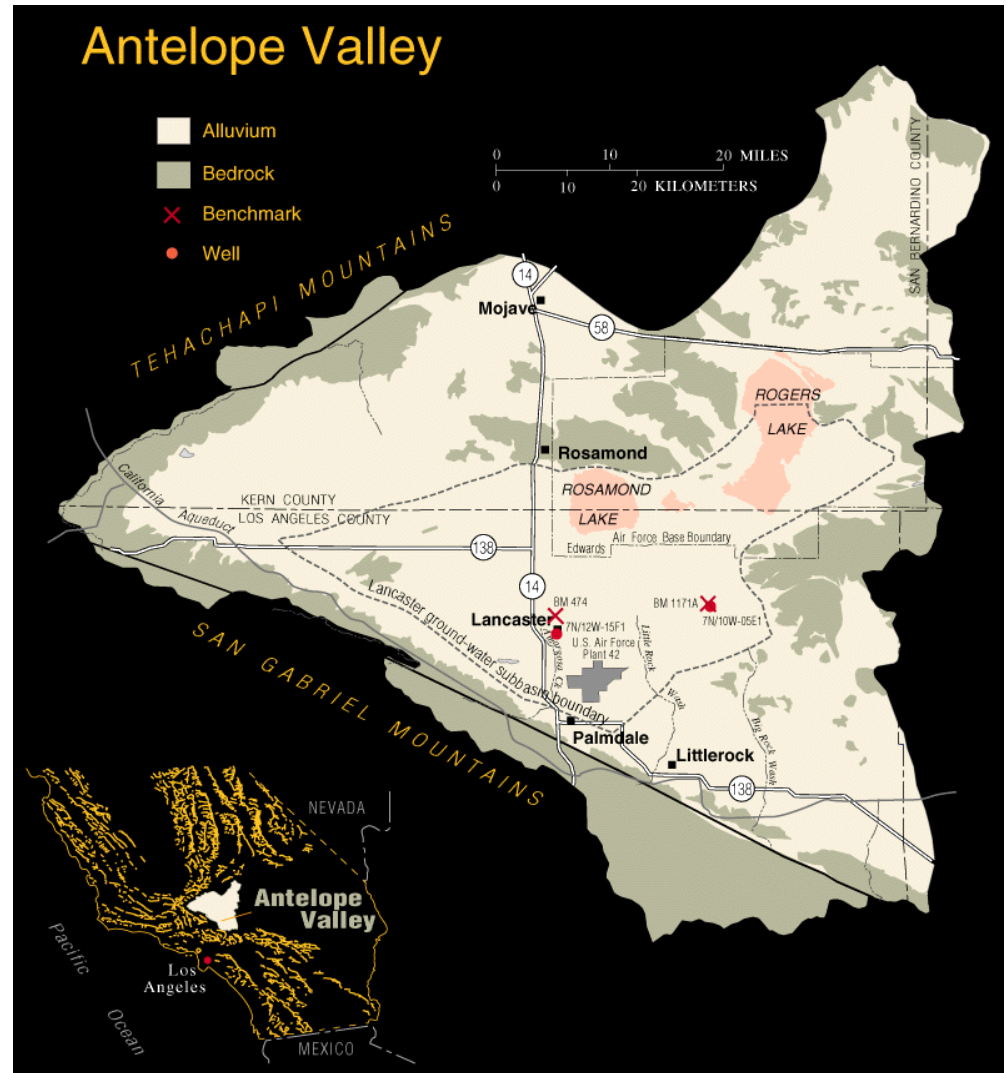 Antelope Valley
Alluvium
Bedrock
Benchmark
Well
0 10 20 MILES
0 10 20 KILOMETERS
TEHACHAPI MOUNTAINS
SAN BERNARDINO COUNTY
14
Mojave
58
ROGERS
LAKE
Rosamond
ROSAMOND
LAKE
California
Aqueduct
KERN COUNTY
LOS ANGELES COUNTY
Edwards Air Force Base Boundary
138
14
Lancaster ground-water subbasin boundary
BM 474
Lancaster
7N/12W-15F1
BM 1171A
7N/10W-05E1
U.S. Air Force
Plant 42
Amargosa Ck
Little Rock
Wash
Big Rock Wash
SAN GABRIEL MOUNTAINS
Palmdale
Littlerock
138
NEVADA
Antelope
Valley
Pacific
Ocean
Los
Angeles
MEXICO